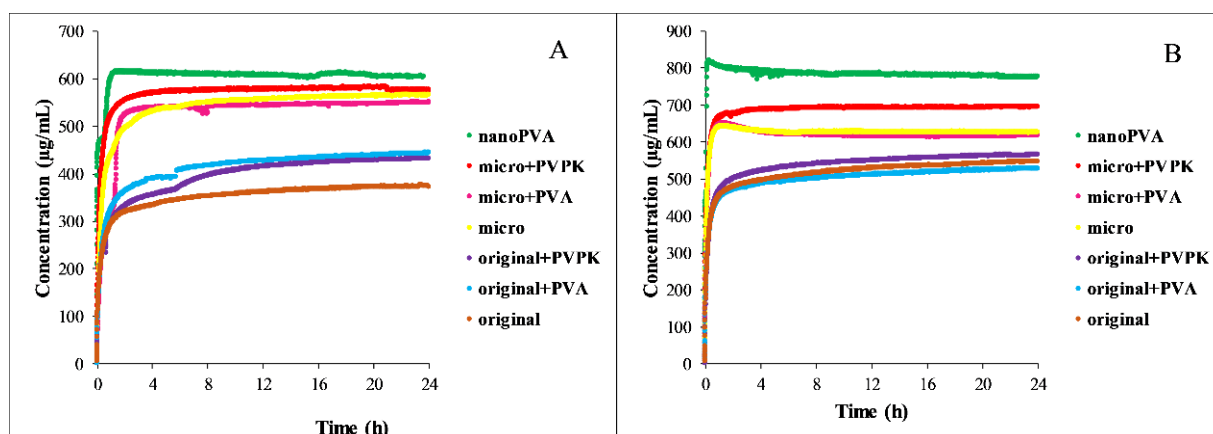 A
Concentration (µg/mL)
700
600
500
400
300
200
100
0
0 4 8 12 16 20 24
Time (h)
nanoPVA
micro+PVPK
micro+PVA
micro
original+PVPK
original+PVA
original
B
Concentration (µg/mL)
900
800
700
600
500
400
300
200
100
0
0 4 8 12 16 20 24
Time (h)
nanoPVA
micro+PVPK
micro+PVA
micro
original+PVPK
original+PVA
original